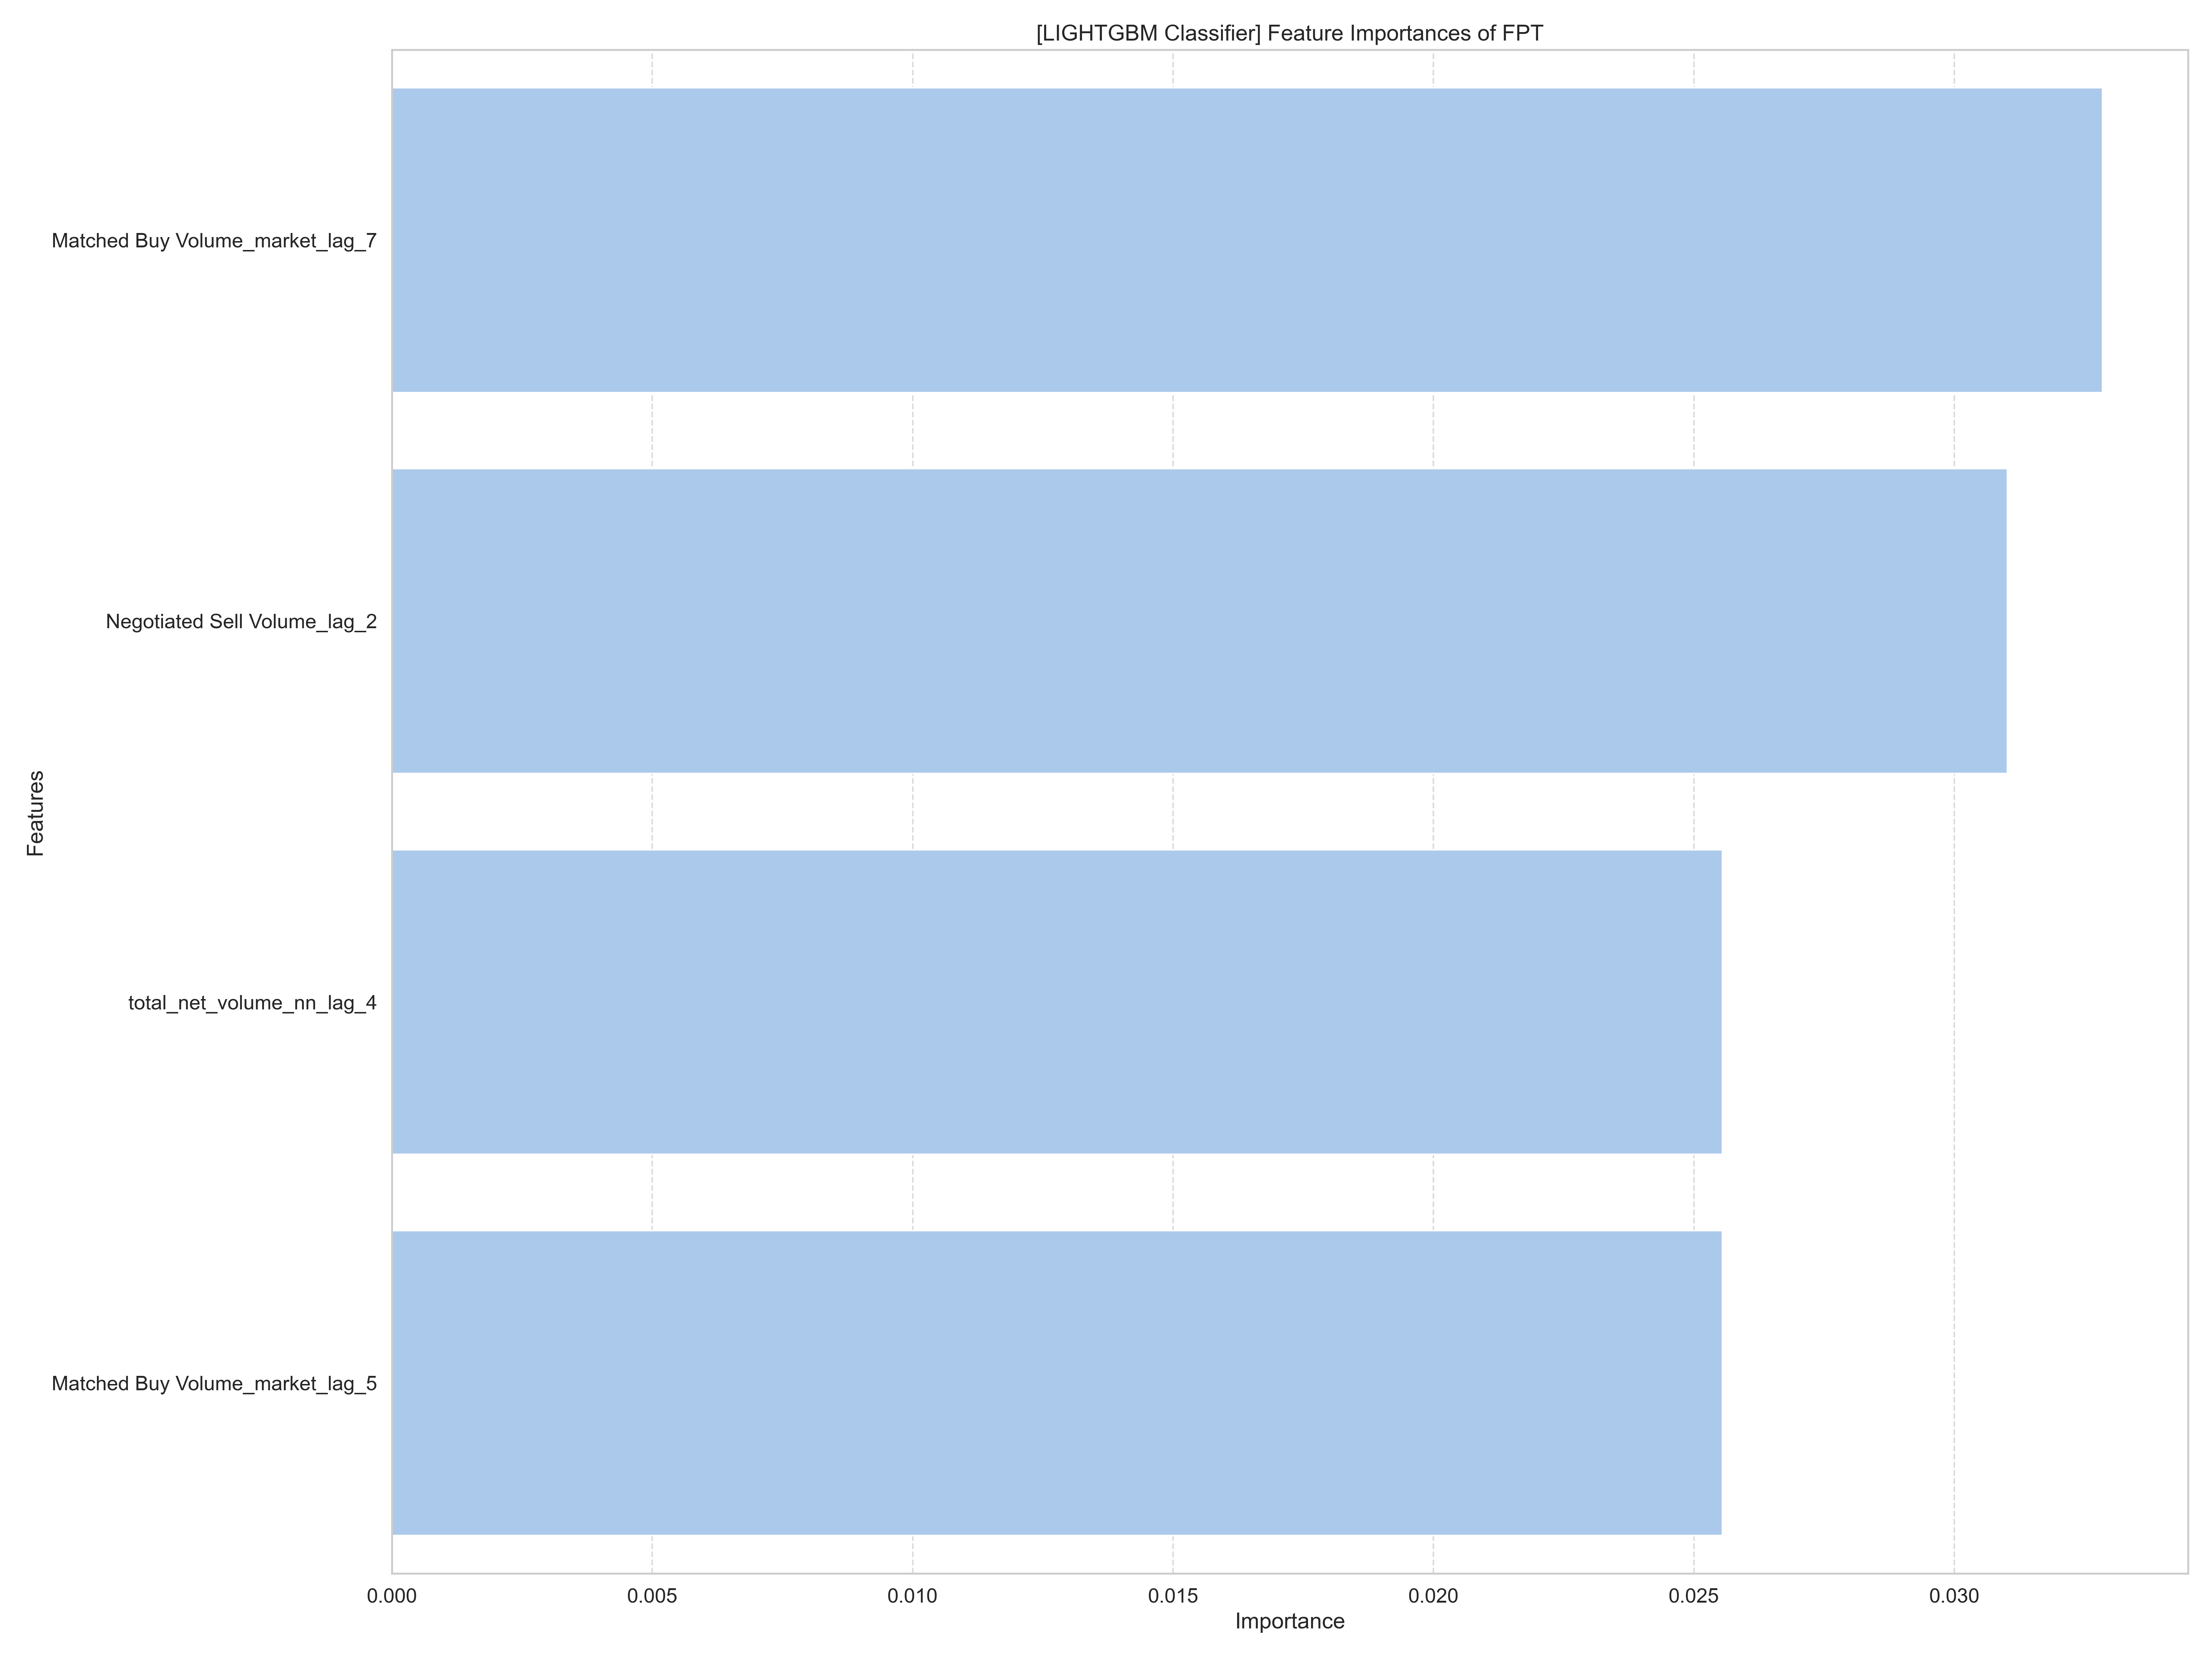 [LIGHTGBM Classifier] Feature Importances of FPT
Matched Buy Volume_market_lag_7
Negotiated Sell Volume_lag_2
Features
total_net_volume_nn_lag_4
Matched Buy Volume_market_lag_5
0.000 0.005 0.010 0.015 0.020 0.025 0.030
Importance